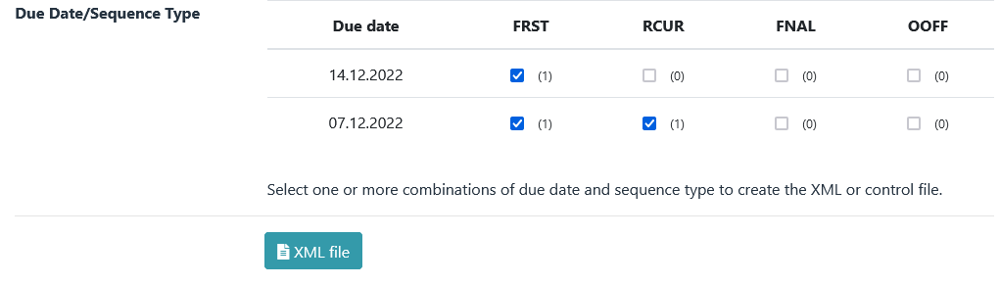 Due Date/Sequence Type
Due date FRST RCUR FNAL OOFF
14.12.2022 (1) (0) (0) (0)
07.12.2022 (1) (1) (0) (0)
Select one or more combinations of due date and sequence type to create the XML or control file.
XML file